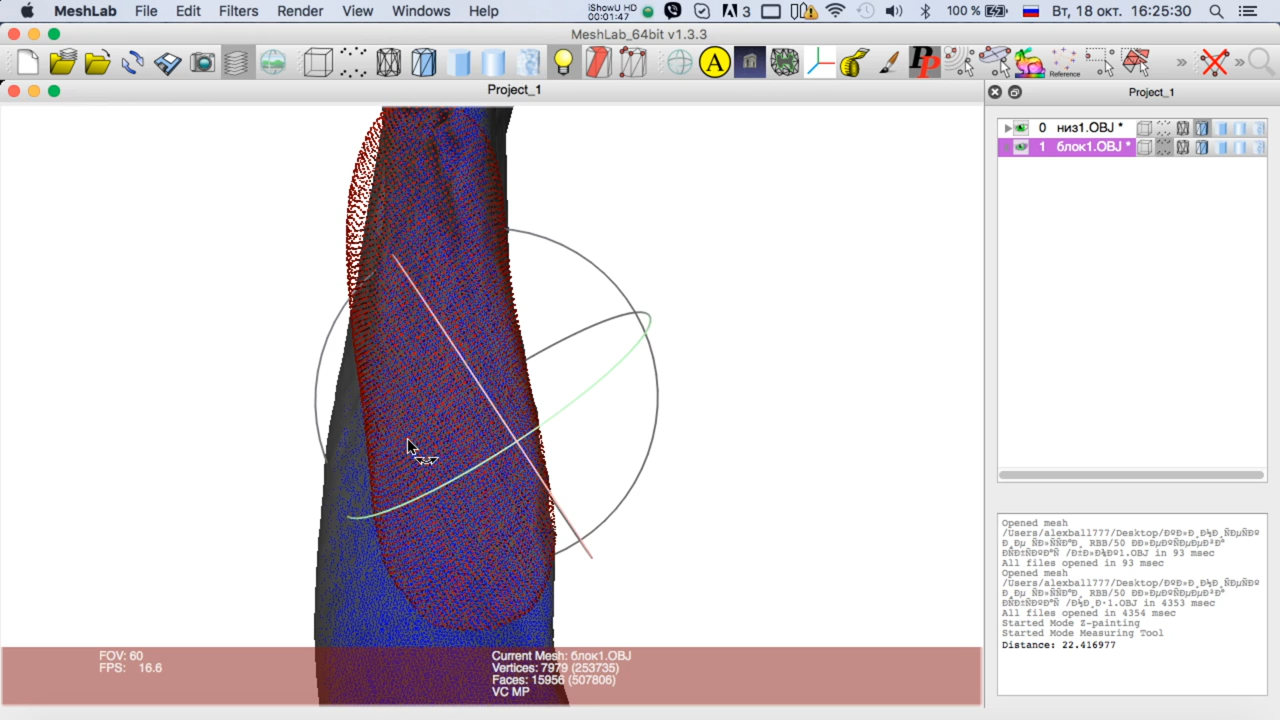 MeshLab File Edit Filters Render View Windows Help iShowU HD 00:01:47 3 100 % Вт, 18 окт. 16:25:30
MeshLab_64bit v1.3.3
A Reference » »
Project_1
Project_1
0 низ1.OBJ *
1 блок1.OBJ *
Opened mesh
All files opened in 93 msec
Opened mesh
All files opened in 4354 msec
Started Mode Z-painting
Started Mode Measuring Tool
Distance: 22.416977
FOV: 60
FPS: 16.6
Current Mesh: блок1.OBJ
Vertices: 7979 (253735)
Faces: 15956 (507806)
VC MP